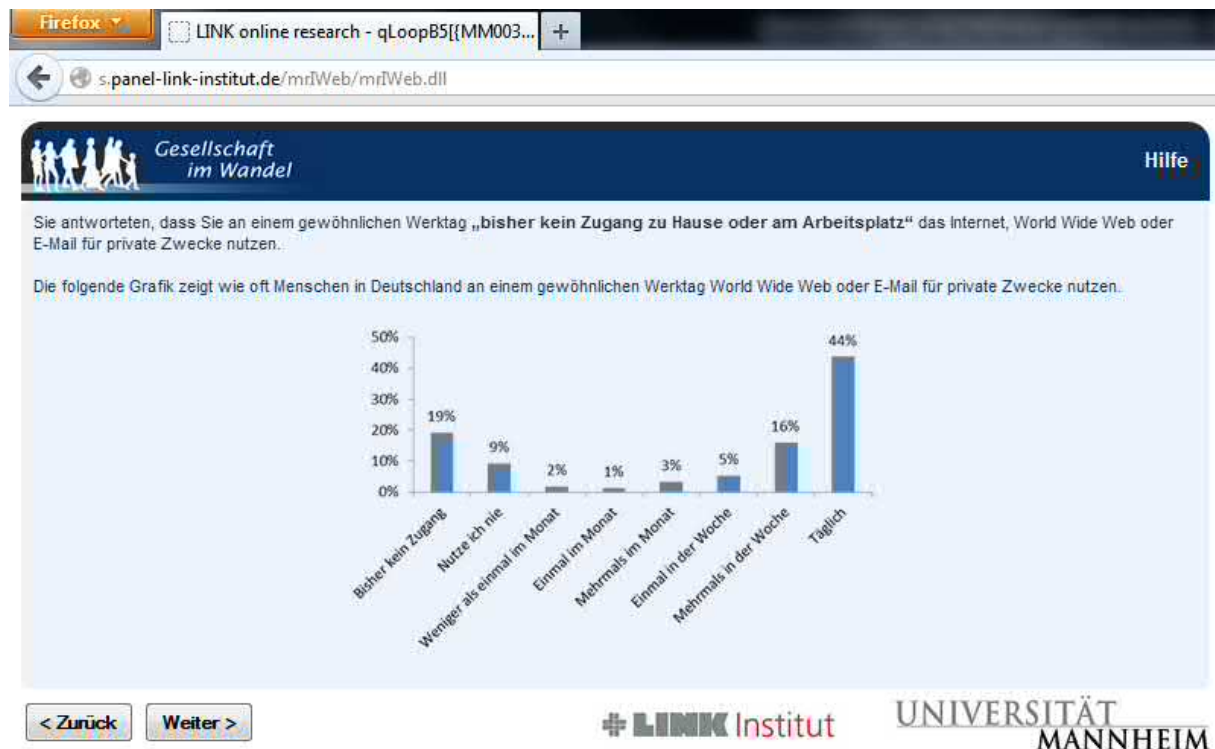 Firefox
LINK online research - qLoopB5[{MM003...
+
s.panel-link-institut.de/mrIWeb/mrIWeb.dll
Gesellschaft
im Wandel
Hilfe
Sie antworteten, dass Sie an einem gewöhnlichen Werktag „bisher kein Zugang zu Hause oder am Arbeitsplatz“ das Internet, World Wide Web oder
E-Mail für private Zwecke nutzen.
Die folgende Grafik zeigt wie oft Menschen in Deutschland an einem gewöhnlichen Werktag World Wide Web oder E-Mail für private Zwecke nutzen.
50%
40%
30%
20%
10%
0%
19%
9%
2%
1%
3%
5%
16%
44%
Bisher kein Zugang
Nutze ich nie
Weniger als einmal im Monat
Einmal im Monat
Mehrmals im Monat
Einmal in der Woche
Mehrmals in der Woche
Täglich
< Zurück
Weiter >
LINK Institut
UNIVERSITÄT
MANNHEIM